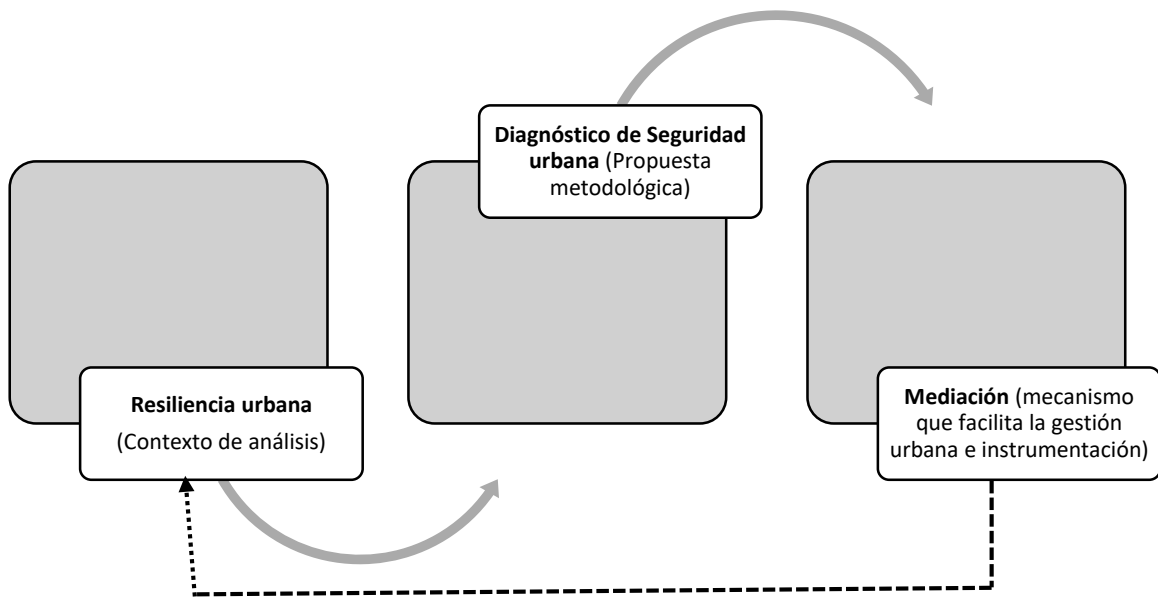 Diagnóstico de Seguridad
urbana (Propuesta
metodológica)
Resiliencia urbana
(Contexto de análisis)
Mediación (mecanismo
que facilita la gestión
urbana e instrumentación)